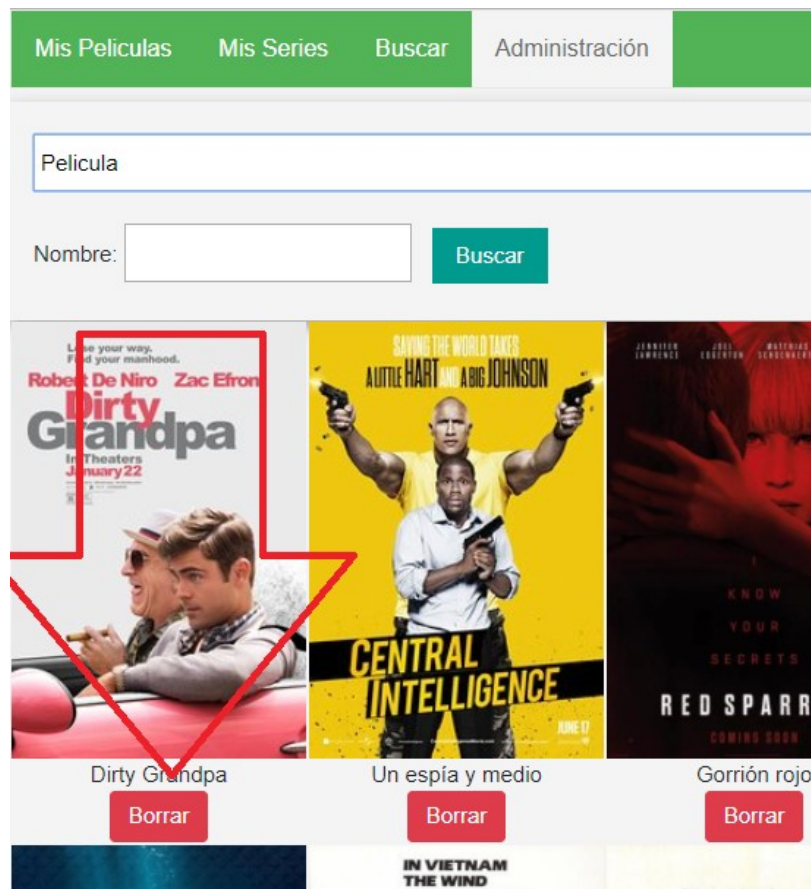 Mis Peliculas Mis Series Buscar Administración
Pelicula
Nombre: Buscar
Lose your way.
Find your manhood.
Robert De Niro Zac Efron
Dirty
Grandpa
In Theaters
January 22
SAVING THE WORLD TAKES
A LITTLE HART AND A BIG JOHNSON
CENTRAL
INTELLIGENCE
JUNE 17
JENNIFER LAWRENCE JOEL EDGERTON MATTHIAS
I
KNOW
YOUR
SECRETS
RED SPARR
COMING SOON
Dirty Grandpa Un espía y medio Gorrión rojo
Borrar Borrar Borrar
IN VIETNAM
THE WIND